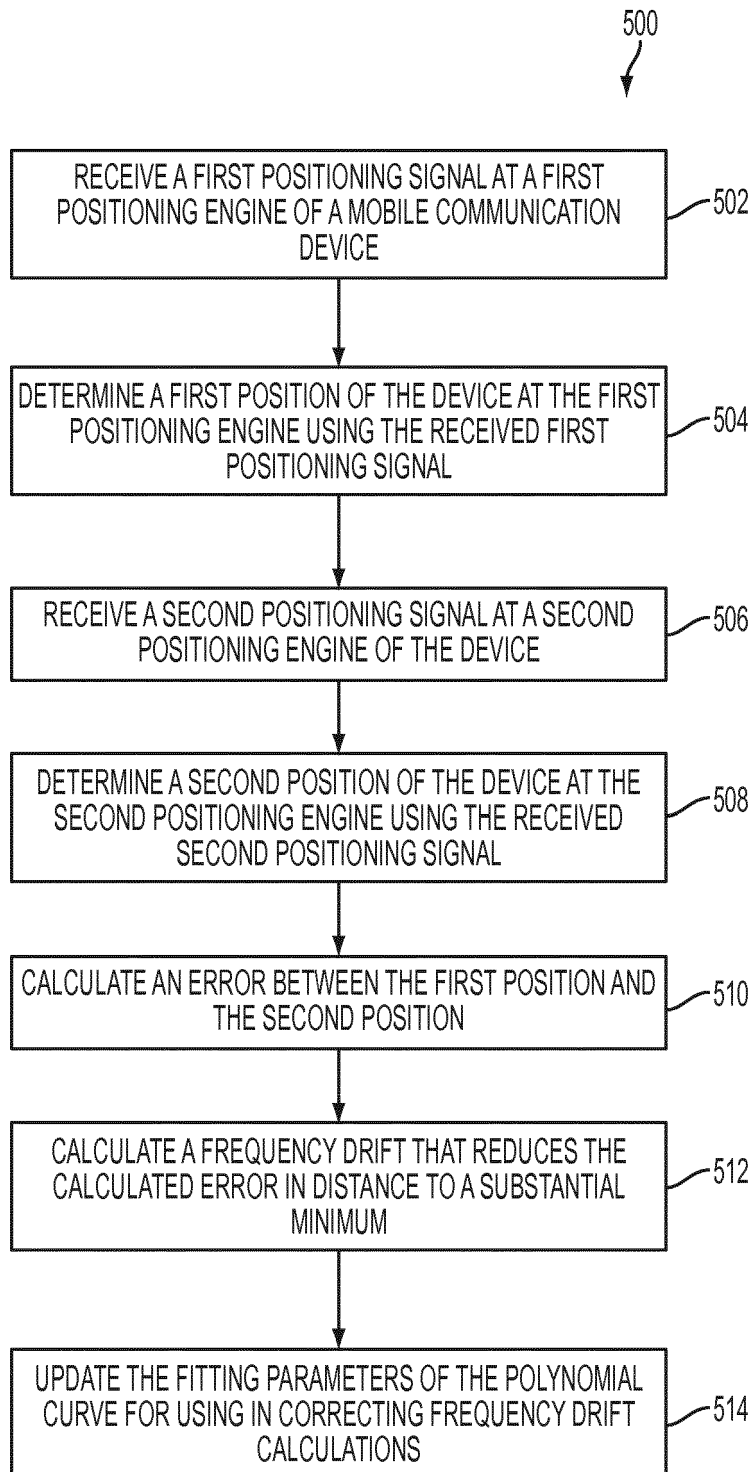 500
RECEIVE A FIRST POSITIONING SIGNAL AT A FIRST
POSITIONING ENGINE OF A MOBILE COMMUNICATION
DEVICE
502
DETERMINE A FIRST POSITION OF THE DEVICE AT THE FIRST
POSITIONING ENGINE USING THE RECEIVED FIRST
POSITIONING SIGNAL
504
RECEIVE A SECOND POSITIONING SIGNAL AT A SECOND
POSITIONING ENGINE OF THE DEVICE
506
DETERMINE A SECOND POSITION OF THE DEVICE AT THE
SECOND POSITIONING ENGINE USING THE RECEIVED
SECOND POSITIONING SIGNAL
508
CALCULATE AN ERROR BETWEEN THE FIRST POSITION AND
THE SECOND POSITION
510
CALCULATE A FREQUENCY DRIFT THAT REDUCES THE
CALCULATED ERROR IN DISTANCE TO A SUBSTANTIAL
MINIMUM
512
UPDATE THE FITTING PARAMETERS OF THE POLYNOMIAL
CURVE FOR USING IN CORRECTING FREQUENCY DRIFT
CALCULATIONS
514